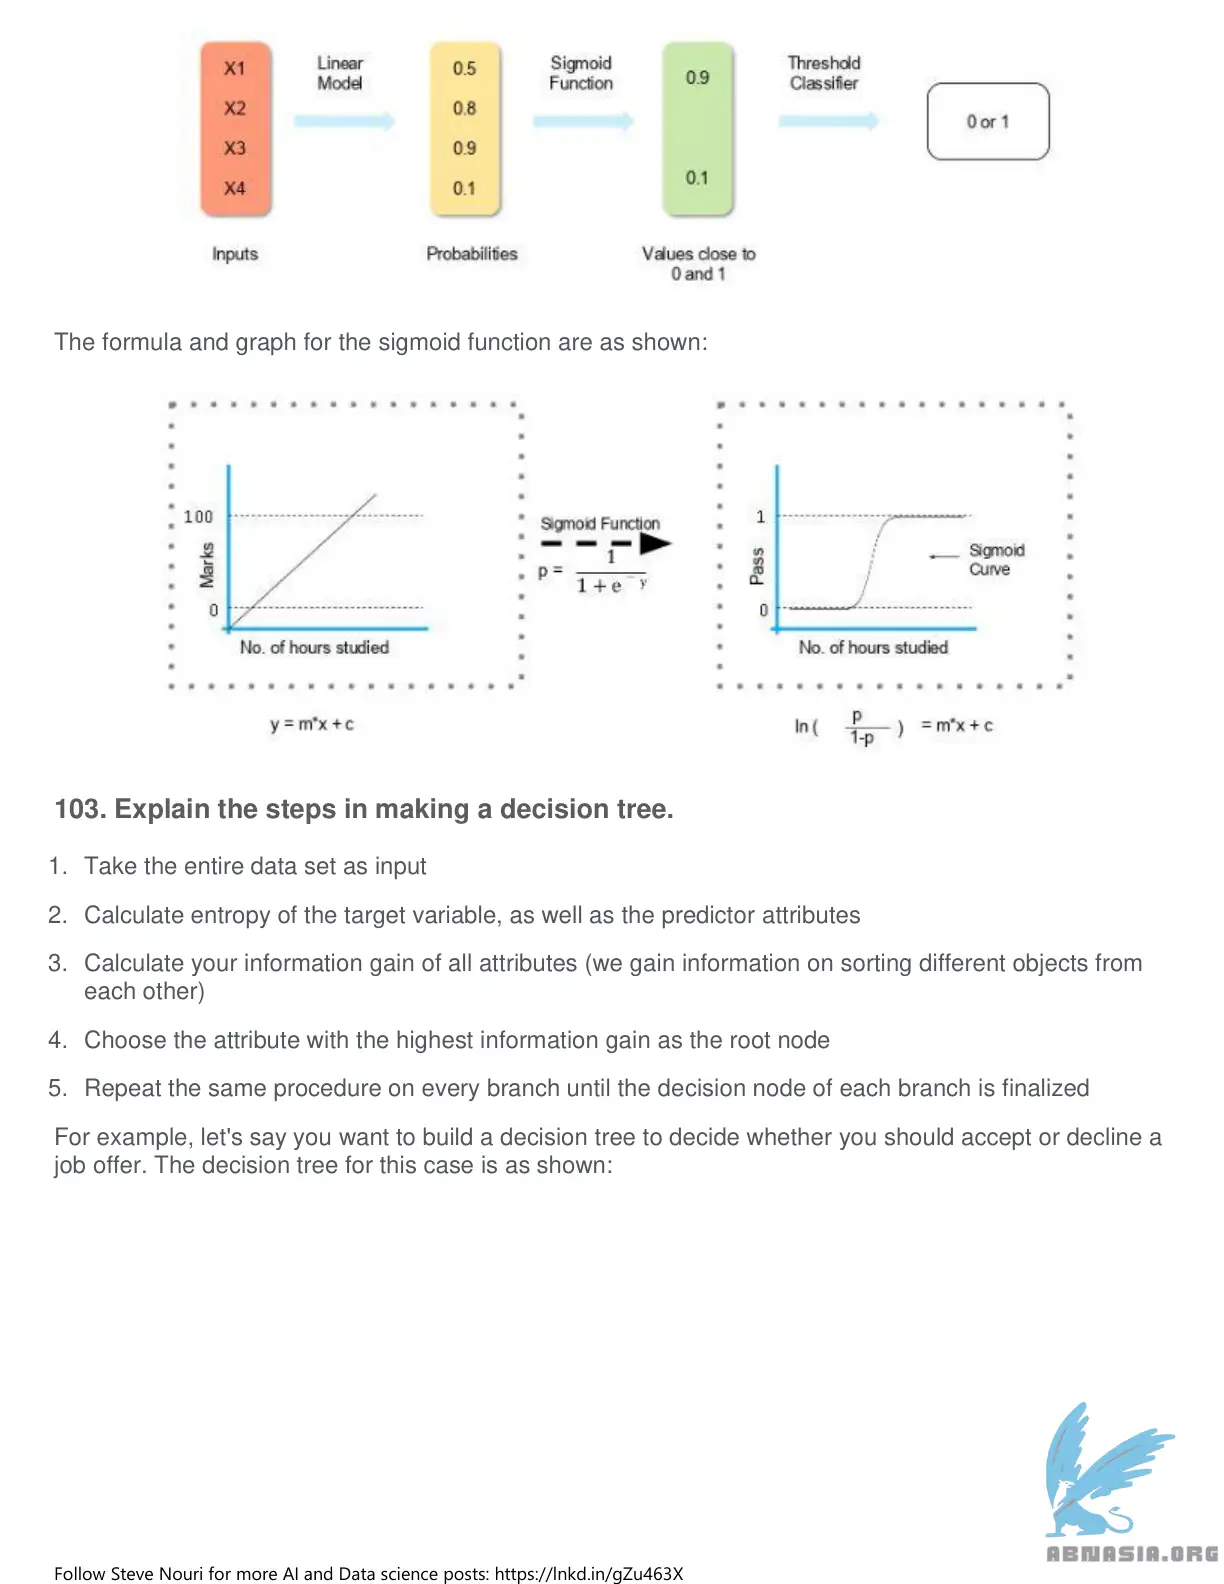 X1
X2
X3
X4
Inputs
Linear
Model
0.5
0.8
0.9
0.1
Probabilities
Sigmoid
Function
0.9
0.1
Values close to
0 and 1
Threshold
Classifier
0 or 1
The formula and graph for the sigmoid function are as shown:
100
Marks
0
No. of hours studied
y = m*x + c
Sigmoid Function
p = 1 / 1 + e^-y
1
Pass
0
Sigmoid
Curve
No. of hours studied
ln ( p / 1-p ) = m*x + c
103. Explain the steps in making a decision tree.
1. Take the entire data set as input
2. Calculate entropy of the target variable, as well as the predictor attributes
3. Calculate your information gain of all attributes (we gain information on sorting different objects from
each other)
4. Choose the attribute with the highest information gain as the root node
5. Repeat the same procedure on every branch until the decision node of each branch is finalized
For example, let's say you want to build a decision tree to decide whether you should accept or decline a
job offer. The decision tree for this case is as shown:
ABNASIA.ORG
Follow Steve Nouri for more AI and Data science posts: https://lnkd.in/gZu463X